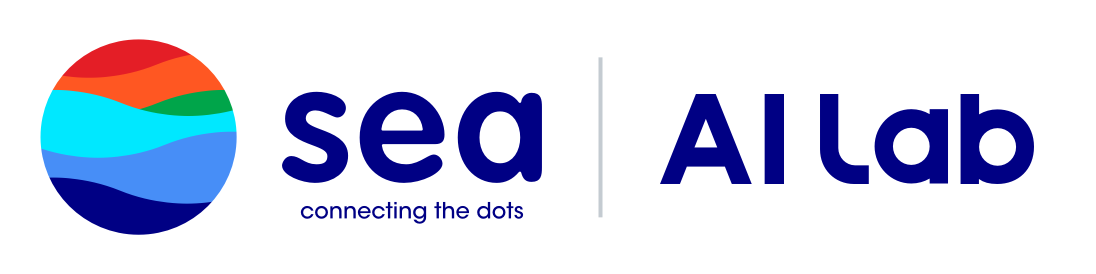 sea
connecting the dots
AI Lab